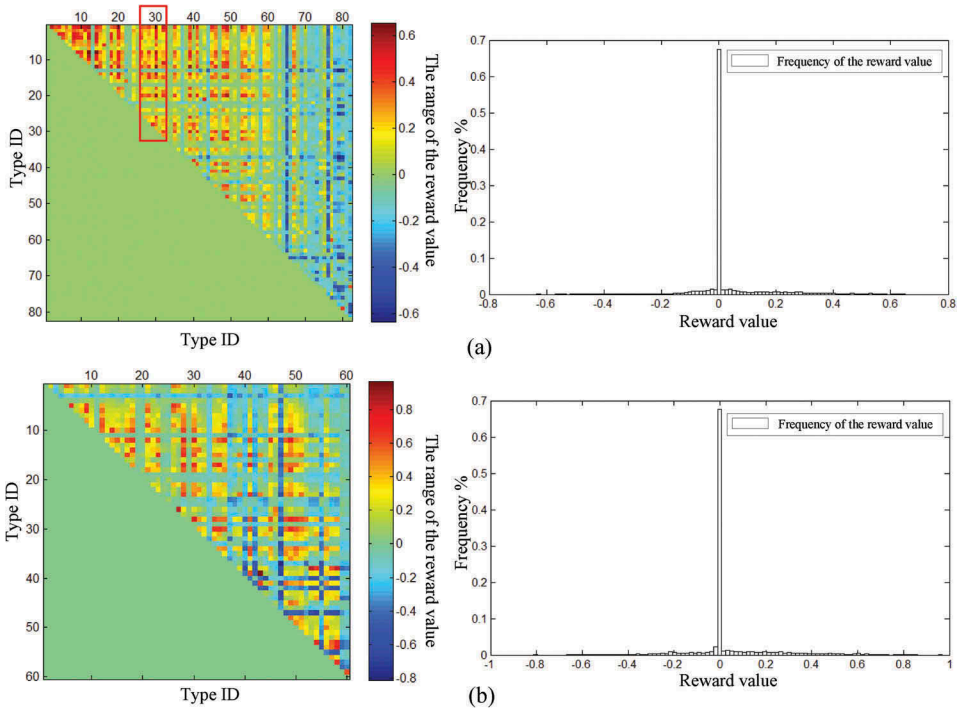 10 20 30 40 50 60 70 80
10
20
30
40
50
60
70
80
Type ID
Type ID
0.6
0.4
0.2
0
-0.2
-0.4
-0.6
The range of the reward value
0.7
0.6
0.5
0.4
0.3
0.2
0.1
0
Frequency %
Frequency of the reward value
-0.8 -0.6 -0.4 -0.2 0 0.2 0.4 0.6 0.8
Reward value
(a)
10 20 30 40 50 60
10
20
30
40
50
60
Type ID
Type ID
0.8
0.6
0.4
0.2
0
-0.2
-0.4
-0.6
-0.8
The range of the reward value
0.7
0.6
0.5
0.4
0.3
0.2
0.1
0
Frequency %
Frequency of the reward value
-1 -0.8 -0.6 -0.4 -0.2 0 0.2 0.4 0.6 0.8 1
Reward value
(b)